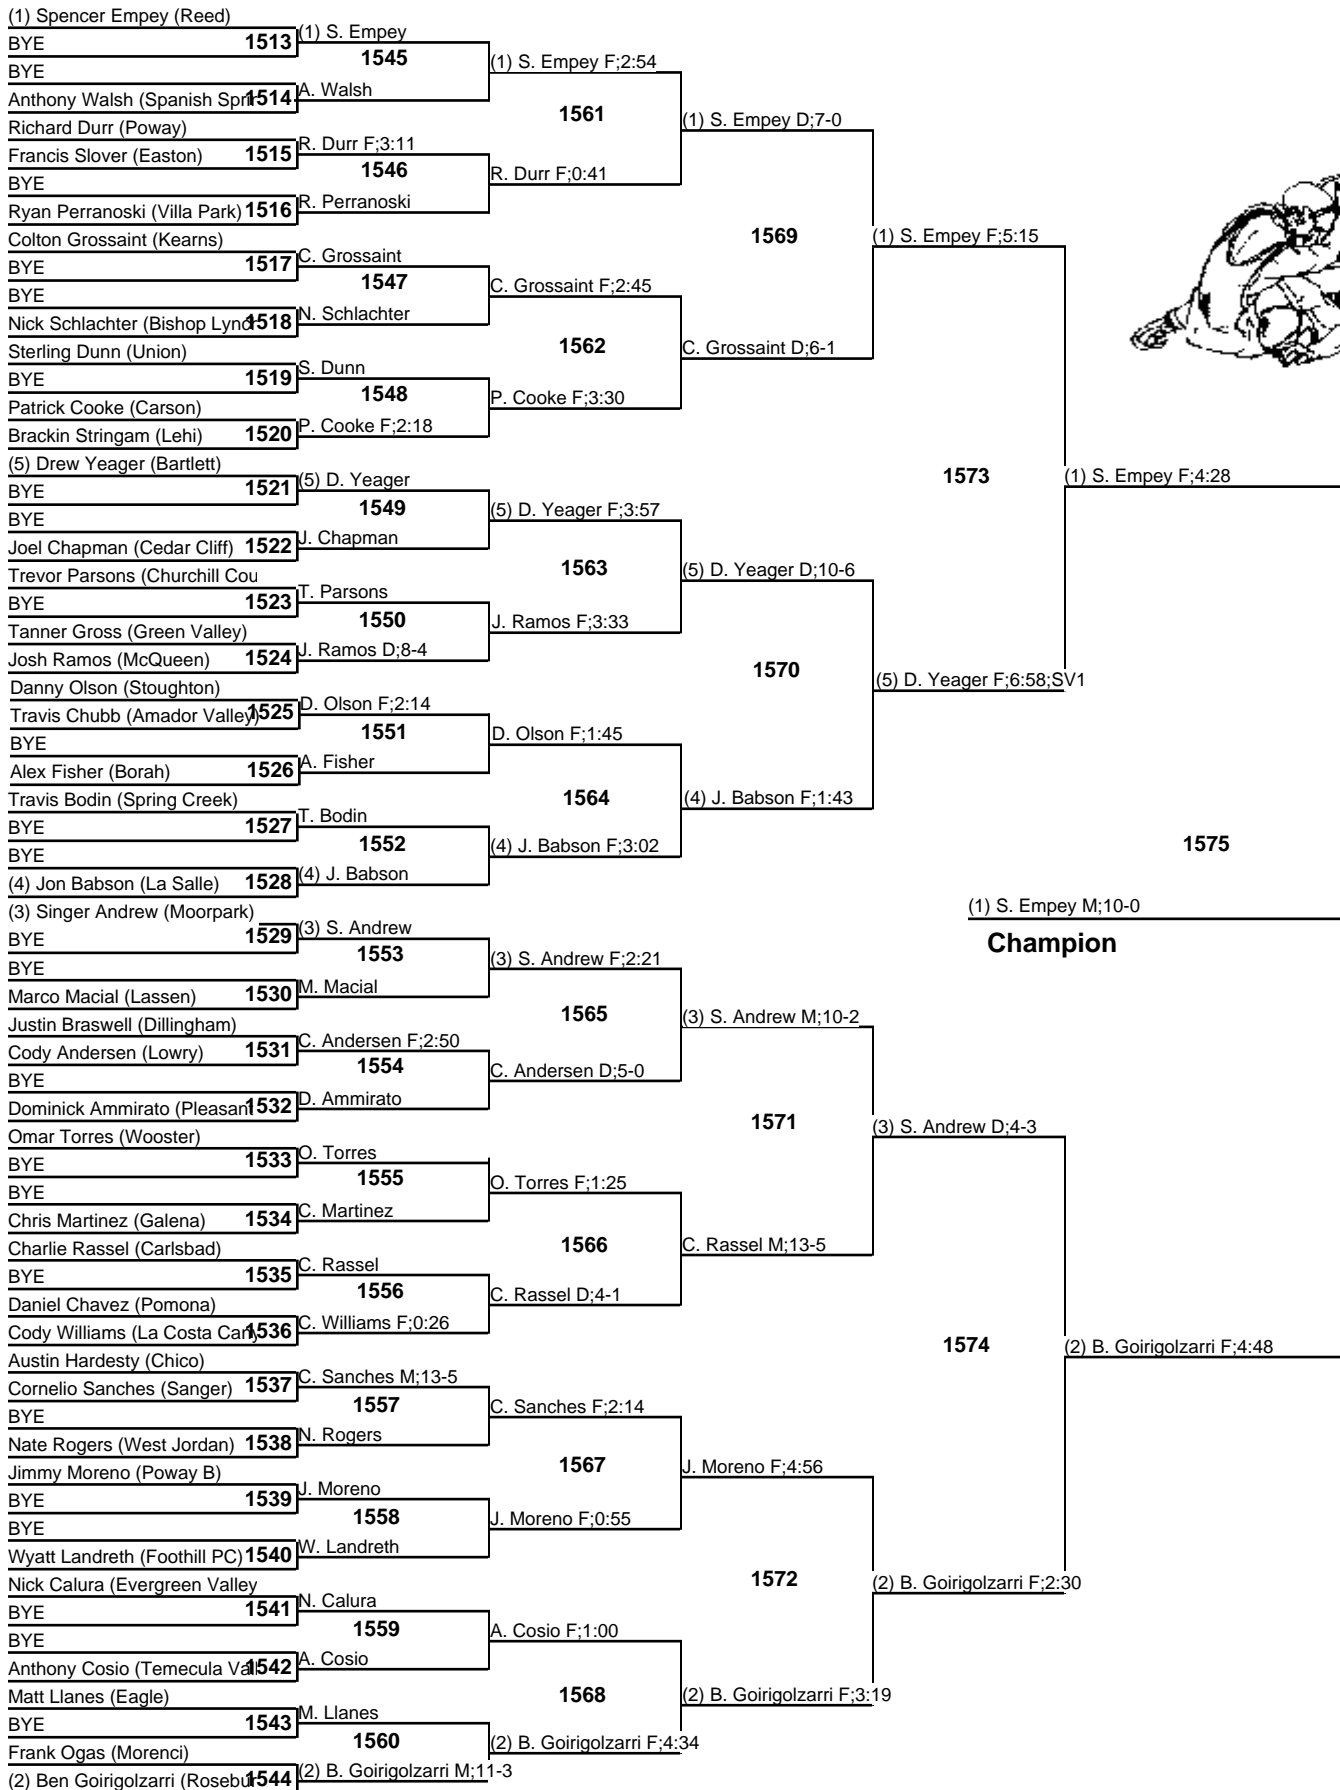 (1) Spencer Empey (Reed)
BYE
1513
BYE
Anthony Walsh (Spanish Spri
1514
Richard Durr (Poway)
Francis Slover (Easton)
1515
BYE
Ryan Perranoski (Villa Park)
1516
Colton Grossaint (Kearns)
BYE
1517
BYE
Nick Schlachter (Bishop Lync
1518
Sterling Dunn (Union)
BYE
1519
Patrick Cooke (Carson)
Brackin Stringam (Lehi)
1520
(5) Drew Yeager (Bartlett)
BYE
1521
BYE
Joel Chapman (Cedar Cliff)
1522
Trevor Parsons (Churchill Cou
BYE
1523
Tanner Gross (Green Valley)
Josh Ramos (McQueen)
1524
Danny Olson (Stoughton)
Travis Chubb (Amador Valley)
1525
BYE
Alex Fisher (Borah)
1526
Travis Bodin (Spring Creek)
BYE
1527
BYE
(4) Jon Babson (La Salle)
1528
(3) Singer Andrew (Moorpark)
BYE
1529
BYE
Marco Macial (Lassen)
1530
Justin Braswell (Dillingham)
Cody Andersen (Lowry)
1531
BYE
Dominick Ammirato (Pleasan
1532
Omar Torres (Wooster)
BYE
1533
BYE
Chris Martinez (Galena)
1534
Charlie Rassel (Carlsbad)
BYE
1535
Daniel Chavez (Pomona)
Cody Williams (La Costa Cany
1536
Austin Hardesty (Chico)
Cornelio Sanches (Sanger)
1537
BYE
Nate Rogers (West Jordan)
1538
Jimmy Moreno (Poway B)
BYE
1539
BYE
Wyatt Landreth (Foothill PC)
1540
Nick Calura (Evergreen Valley
BYE
1541
BYE
Anthony Cosio (Temecula Vall
1542
Matt Llanes (Eagle)
BYE
1543
Frank Ogas (Morenci)
(2) Ben Goirigolzarri (Rosebur
1544
(1) S. Empey
1545
A. Walsh
R. Durr F;3:11
1546
R. Perranoski
C. Grossaint
1547
N. Schlachter
S. Dunn
1548
P. Cooke F;2:18
(5) D. Yeager
1549
J. Chapman
T. Parsons
1550
J. Ramos D;8-4
D. Olson F;2:14
1551
A. Fisher
T. Bodin
1552
(4) J. Babson
(3) S. Andrew
1553
M. Macial
C. Andersen F;2:50
1554
D. Ammirato
O. Torres
1555
C. Martinez
C. Rassel
1556
C. Williams F;0:26
C. Sanches M;13-5
1557
N. Rogers
J. Moreno
1558
W. Landreth
N. Calura
1559
A. Cosio
M. Llanes
1560
(2) B. Goirigolzarri M;11-3
(1) S. Empey F;2:54
1561
R. Durr F;0:41
C. Grossaint F;2:45
1562
P. Cooke F;3:30
(5) D. Yeager F;3:57
1563
J. Ramos F;3:33
D. Olson F;1:45
1564
(4) J. Babson F;3:02
(3) S. Andrew F;2:21
1565
C. Andersen D;5-0
O. Torres F;1:25
1566
C. Rassel D;4-1
C. Sanches F;2:14
1567
J. Moreno F;0:55
A. Cosio F;1:00
1568
(2) B. Goirigolzarri F;4:34
(1) S. Empey D;7-0
1569
C. Grossaint D;6-1
(5) D. Yeager D;10-6
1570
(4) J. Babson F;1:43
(3) S. Andrew M;10-2
1571
C. Rassel M;13-5
J. Moreno F;4:56
1572
(2) B. Goirigolzarri F;3:19
(1) S. Empey F;5:15
1573
(5) D. Yeager F;6:58;SV1
(3) S. Andrew D;4-3
1574
(2) B. Goirigolzarri F;2:30
(1) S. Empey F;4:28
1575
(2) B. Goirigolzarri F;4:48
(1) S. Empey M;10-0
Champion